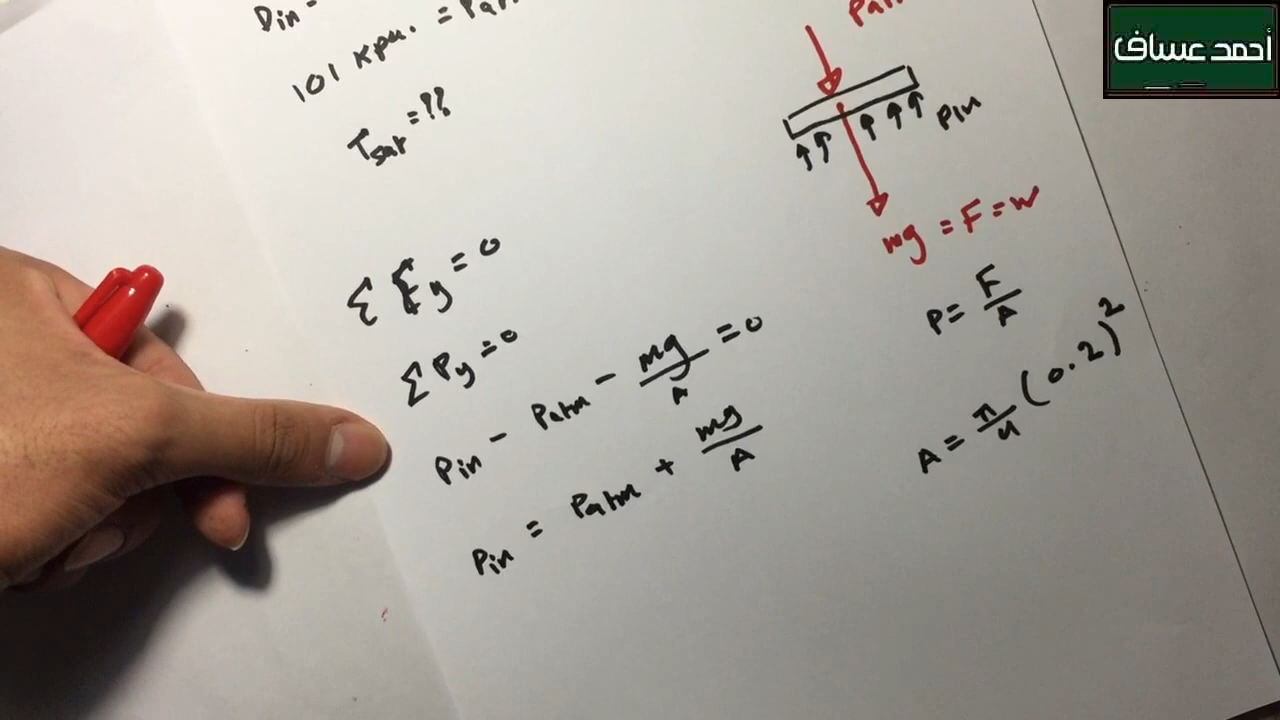 Din
101 kpa. = Pat
Tsat = ??
Σ Fy = 0
Σ Py = 0
Pin - Patm - mg/A = 0
Pin = Patm + mg/A
Pin
mg = F = w
P = F/A
A = π/4 (0.2)²
أحمد عساف